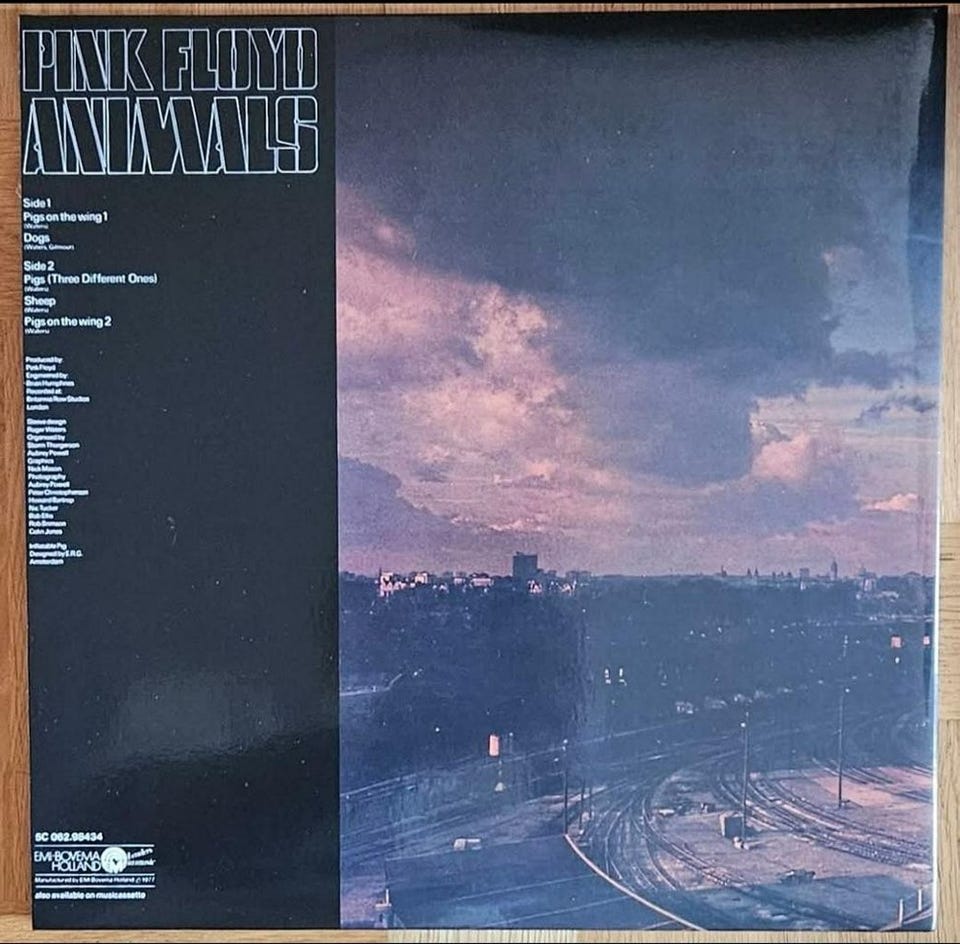 PINK FLOYD
ANIMALS
Side 1
Pigs on the wing 1
(Waters)
Dogs
(Waters, Gilmour)
Side 2
Pigs (Three Different Ones)
(Waters)
Sheep
(Waters)
Pigs on the wing 2
(Waters)
Produced by
Pink Floyd
Engineered by
Brian Humphries
Recorded at
Britannia Row Studios
London
Sleeve design
Roger Waters
Organised by
Storm Thorgerson
Aubrey Powell
Graphics
Nick Mason
Photography
Aubrey Powell
Peter Christopherson
Howard Bartrop
Nic Tucker
Bob Ellis
Rob Brimson
Colin Jones
Inflatable Pig
Designed by E.R.G.
Amsterdam
5C 062.98434
EMI-BOVEMA
HOLLAND
Leaders
in music
Manufactured by EMI Bovema Holland ℗ 1977
also available on musicassette